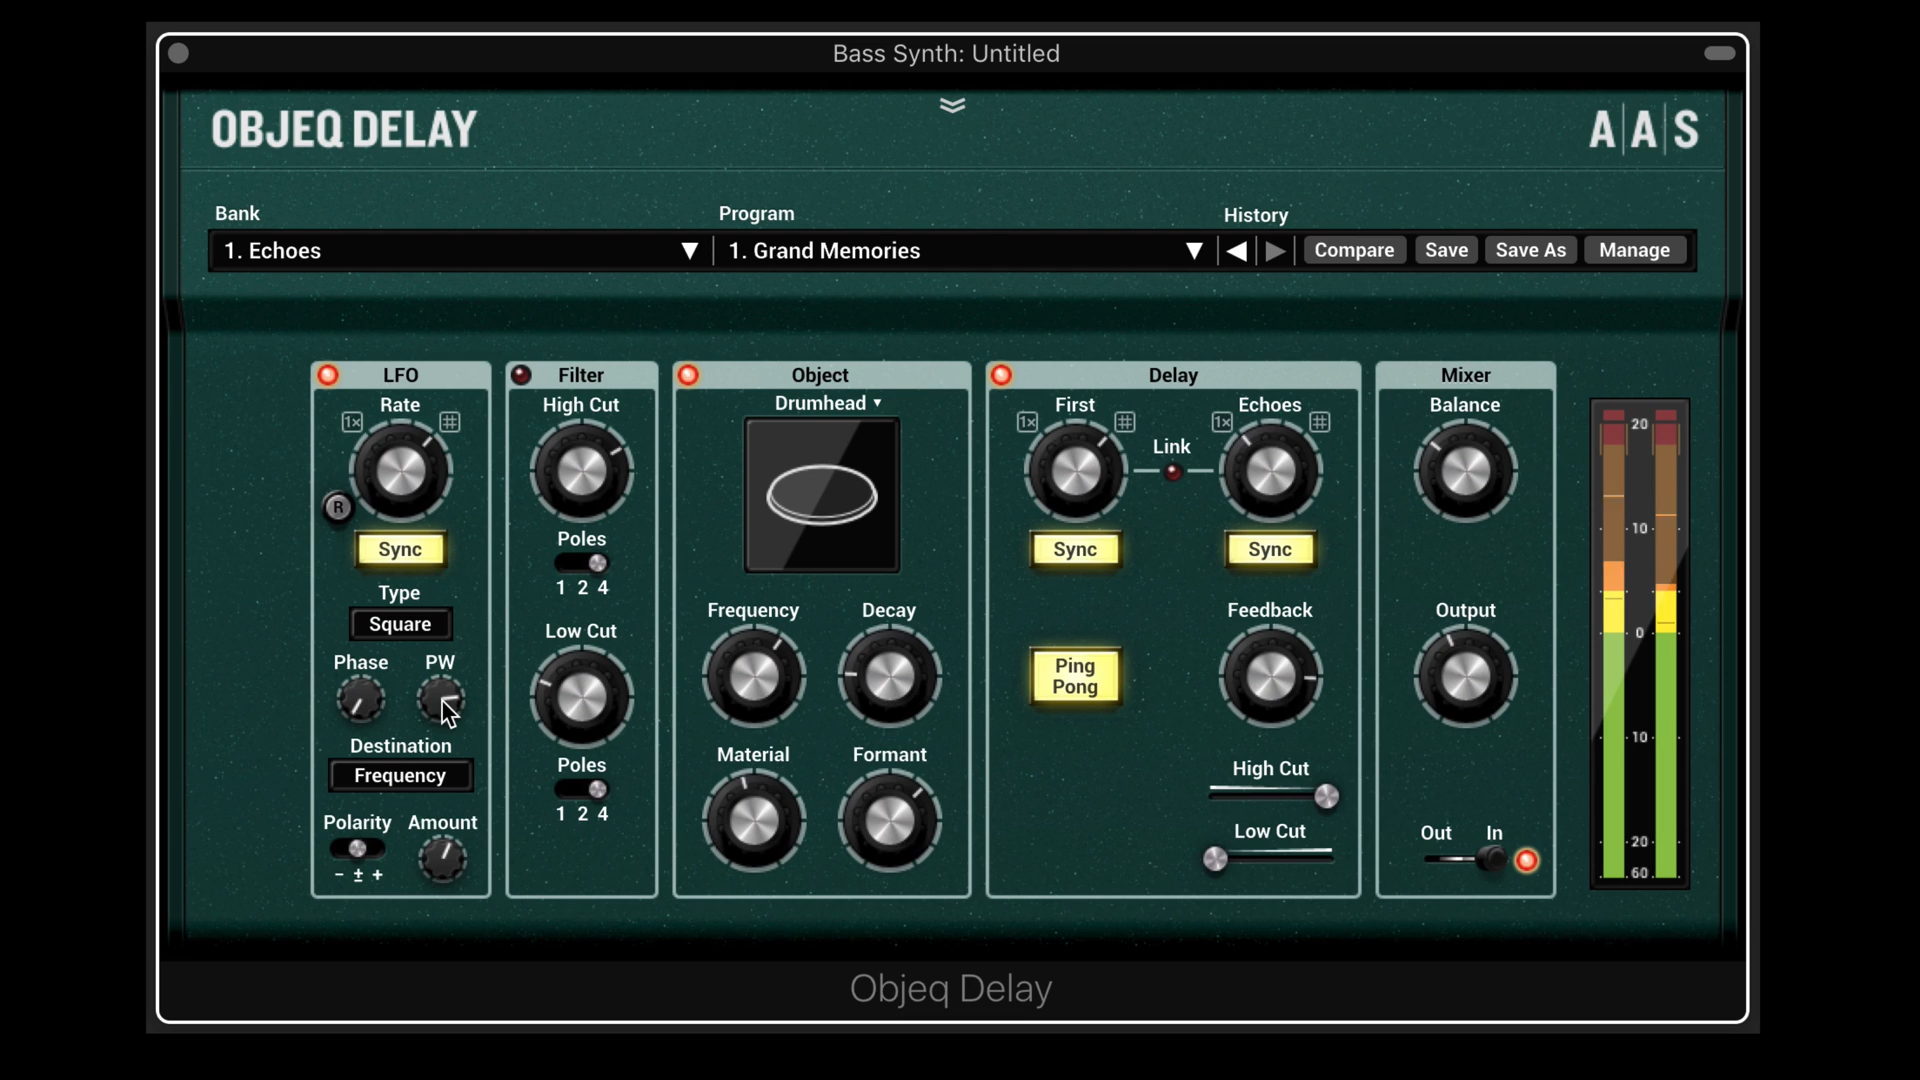 Bass Synth: Untitled
OBJEQ DELAY
A|A|S
Bank
Program
History
1. Echoes
1. Grand Memories
Compare
Save
Save As
Manage
LFO
Rate
1x
R
Sync
Type
Square
Phase PW
Destination
Frequency
Polarity Amount
- ± +
Filter
High Cut
Poles
1 2 4
Low Cut
Poles
1 2 4
Object
Drumhead
Frequency Decay
Material Formant
Delay
First
1x
Link
Echoes
1x
Sync
Sync
Ping
Pong
Feedback
High Cut
Low Cut
Mixer
Balance
Output
Out In
20
10
0
10
20
60
Objeq Delay